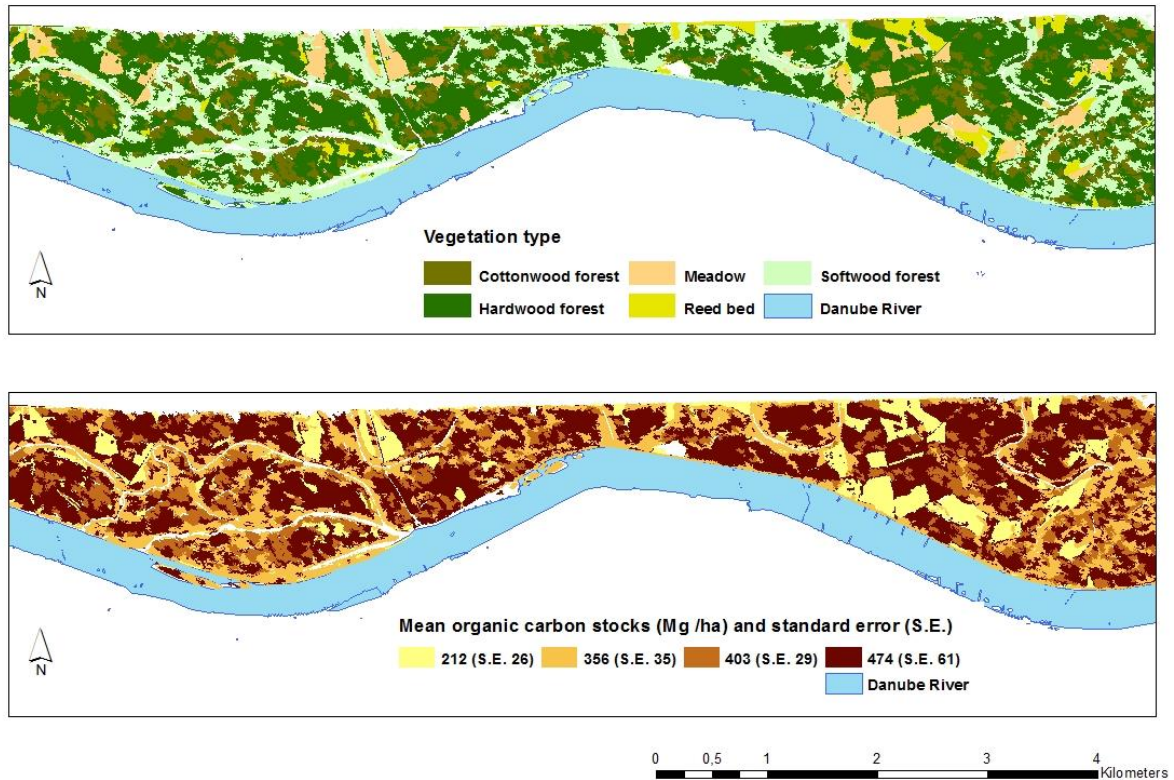 Vegetation type
Cottonwood forest Meadow Softwood forest
Hardwood forest Reed bed Danube River
N
Mean organic carbon stocks (Mg /ha) and standard error (S.E.)
212 (S.E. 26) 356 (S.E. 35) 403 (S.E. 29) 474 (S.E. 61)
Danube River
N
0 0,5 1 2 3 4
Kilometers